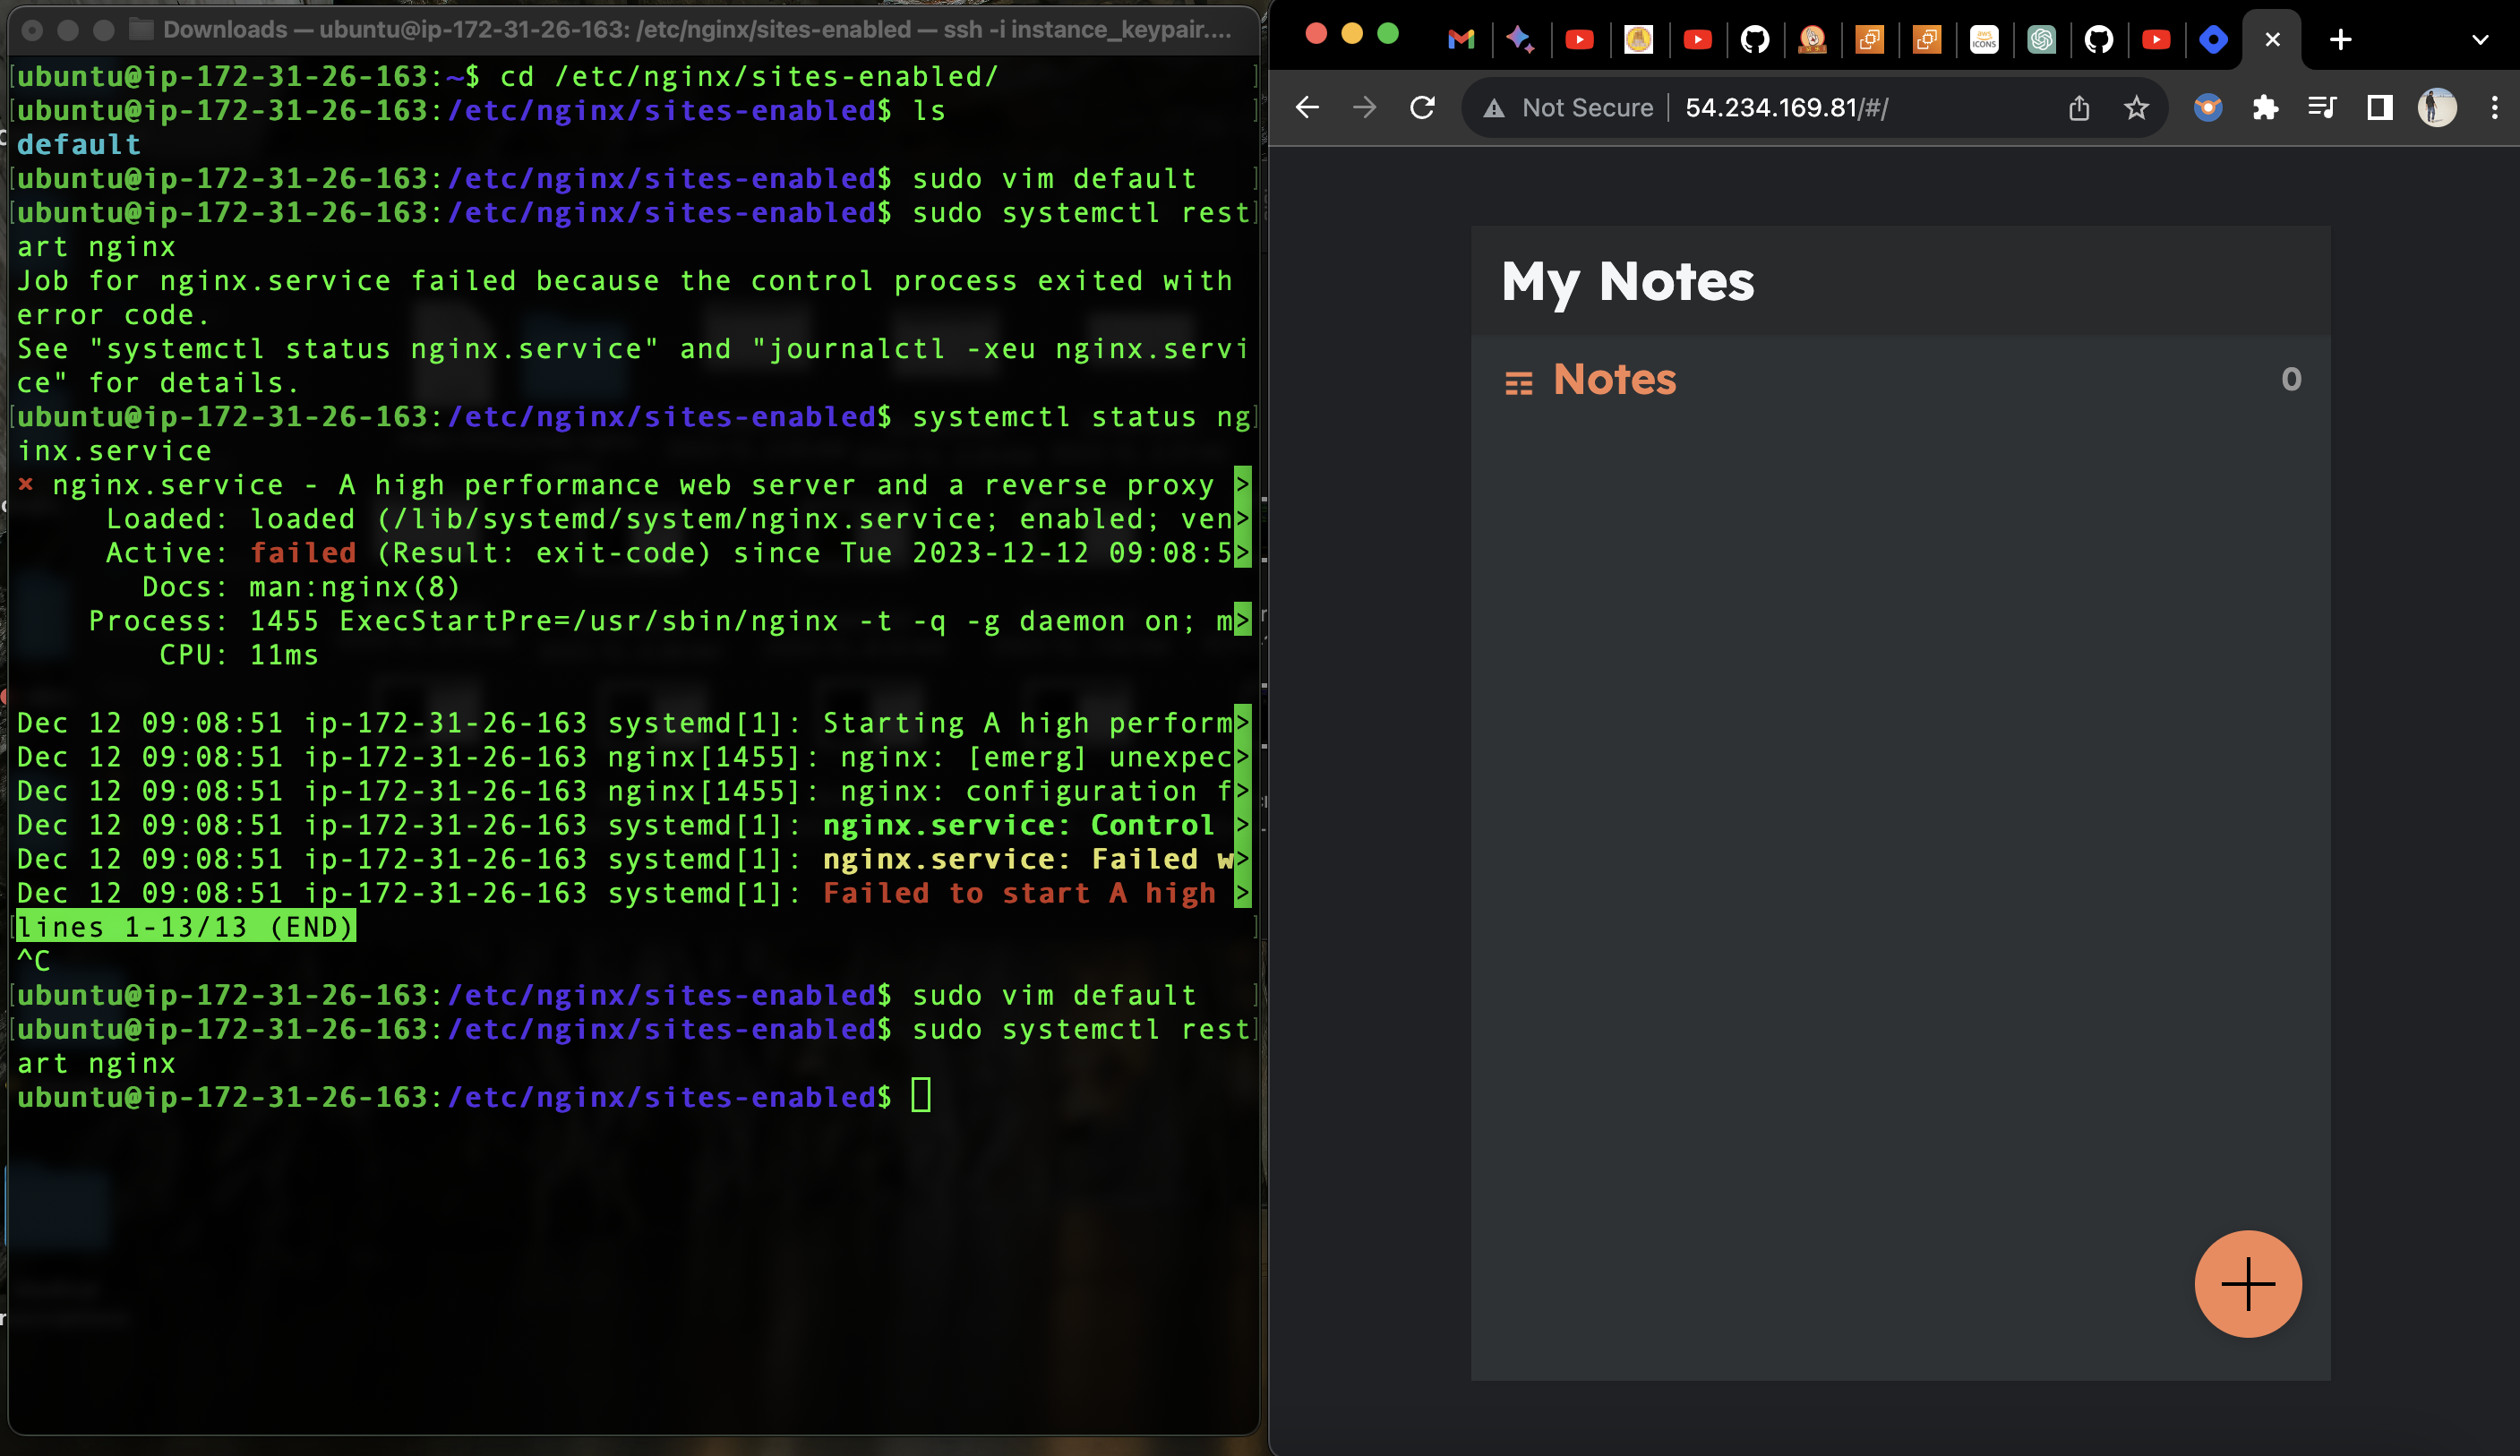 Downloads — ubuntu@ip-172-31-26-163: /etc/nginx/sites-enabled — ssh -i instance_keypair....
ubuntu@ip-172-31-26-163:~$ cd /etc/nginx/sites-enabled/
ubuntu@ip-172-31-26-163:/etc/nginx/sites-enabled$ ls
default
ubuntu@ip-172-31-26-163:/etc/nginx/sites-enabled$ sudo vim default
ubuntu@ip-172-31-26-163:/etc/nginx/sites-enabled$ sudo systemctl rest
art nginx
Job for nginx.service failed because the control process exited with
error code.
See "systemctl status nginx.service" and "journalctl -xeu nginx.servi
ce" for details.
ubuntu@ip-172-31-26-163:/etc/nginx/sites-enabled$ systemctl status ng
inx.service
× nginx.service - A high performance web server and a reverse proxy >
Loaded: loaded (/lib/systemd/system/nginx.service; enabled; ven>
Active: failed (Result: exit-code) since Tue 2023-12-12 09:08:5>
Docs: man:nginx(8)
Process: 1455 ExecStartPre=/usr/sbin/nginx -t -q -g daemon on; m>
CPU: 11ms
Dec 12 09:08:51 ip-172-31-26-163 systemd[1]: Starting A high perform>
Dec 12 09:08:51 ip-172-31-26-163 nginx[1455]: nginx: [emerg] unexpec>
Dec 12 09:08:51 ip-172-31-26-163 nginx[1455]: nginx: configuration f>
Dec 12 09:08:51 ip-172-31-26-163 systemd[1]: nginx.service: Control >
Dec 12 09:08:51 ip-172-31-26-163 systemd[1]: nginx.service: Failed w>
Dec 12 09:08:51 ip-172-31-26-163 systemd[1]: Failed to start A high >
lines 1-13/13 (END)
^C
ubuntu@ip-172-31-26-163:/etc/nginx/sites-enabled$ sudo vim default
ubuntu@ip-172-31-26-163:/etc/nginx/sites-enabled$ sudo systemctl rest
art nginx
ubuntu@ip-172-31-26-163:/etc/nginx/sites-enabled$
aws
ICONS
Not Secure 54.234.169.81/#/
My Notes
Notes 0